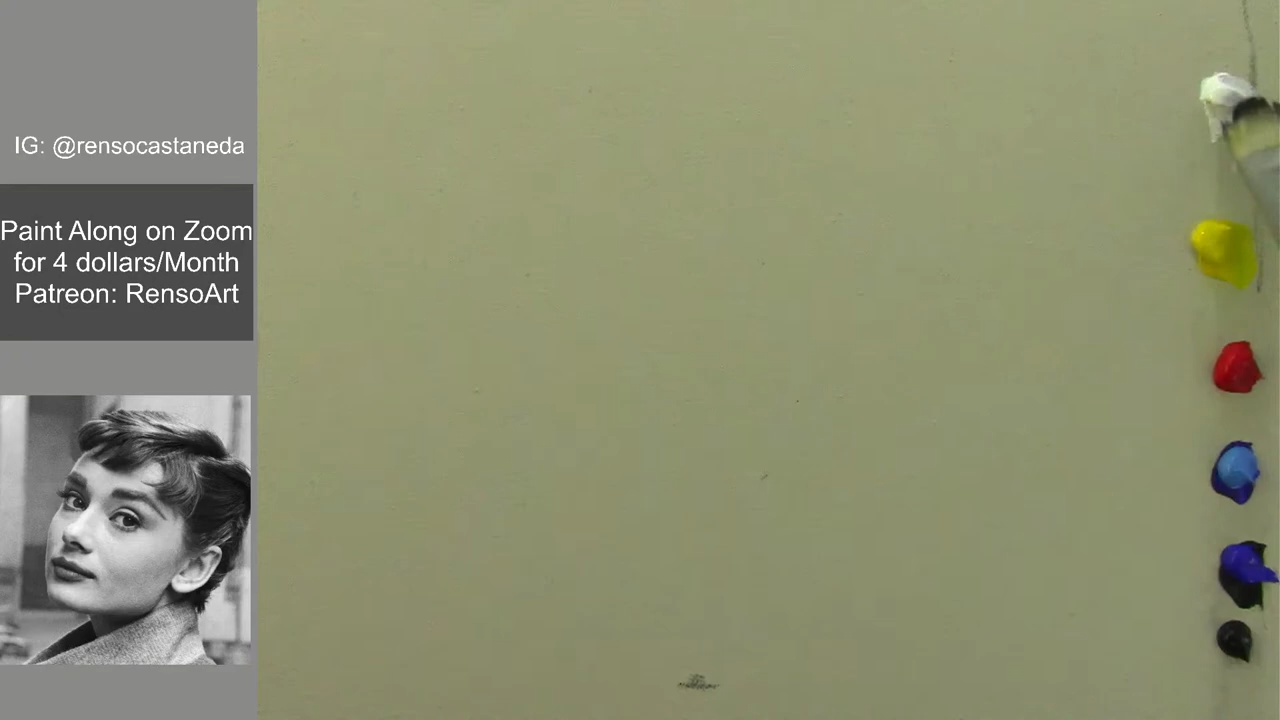 IG: @rensocastaneda
Paint Along on Zoom
for 4 dollars/Month
Patreon: RensoArt